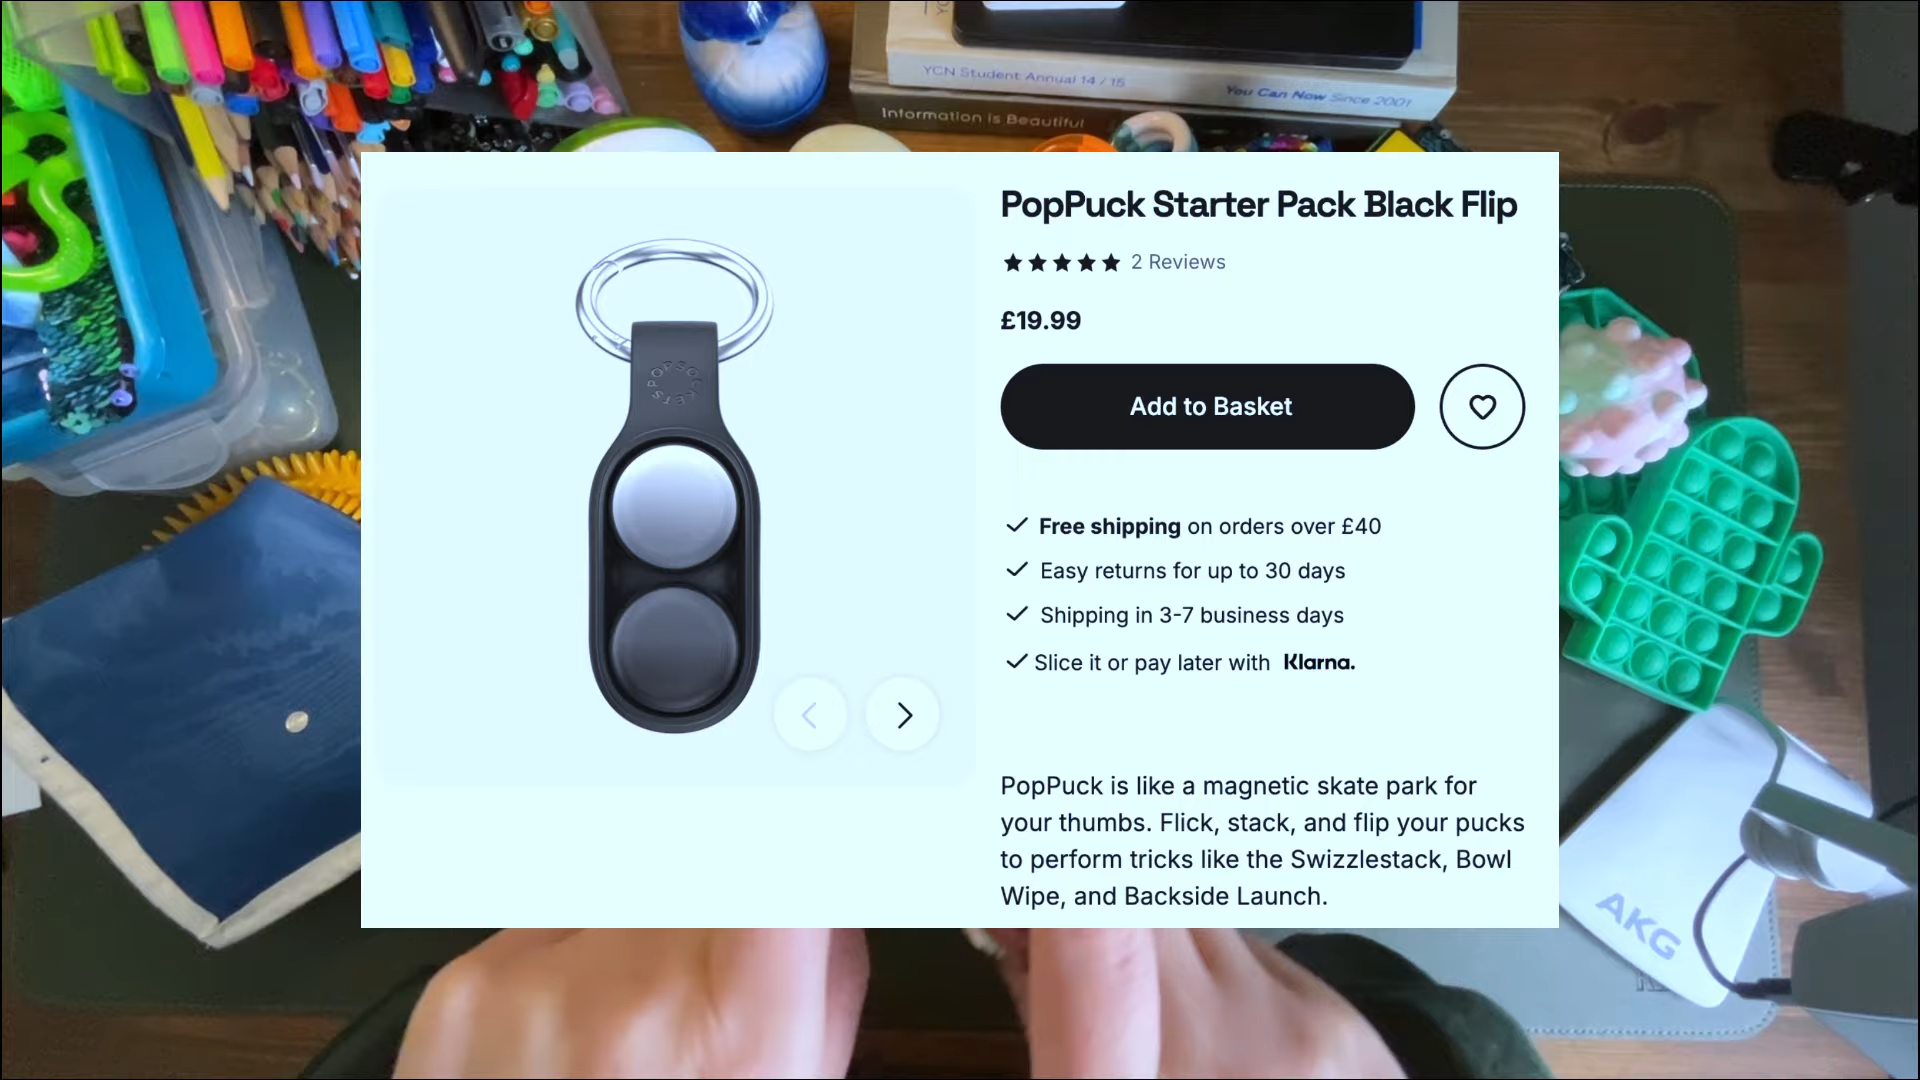 YCN Student Annual 14 / 15
You Can Now Since 2001
Information is Beautiful
PopPuck Starter Pack Black Flip
2 Reviews
£19.99
Add to Basket
POPSOCKETS
Free shipping on orders over £40
Easy returns for up to 30 days
Shipping in 3-7 business days
Slice it or pay later with Klarna.
PopPuck is like a magnetic skate park for
your thumbs. Flick, stack, and flip your pucks
to perform tricks like the Swizzlestack, Bowl
Wipe, and Backside Launch.
AKG